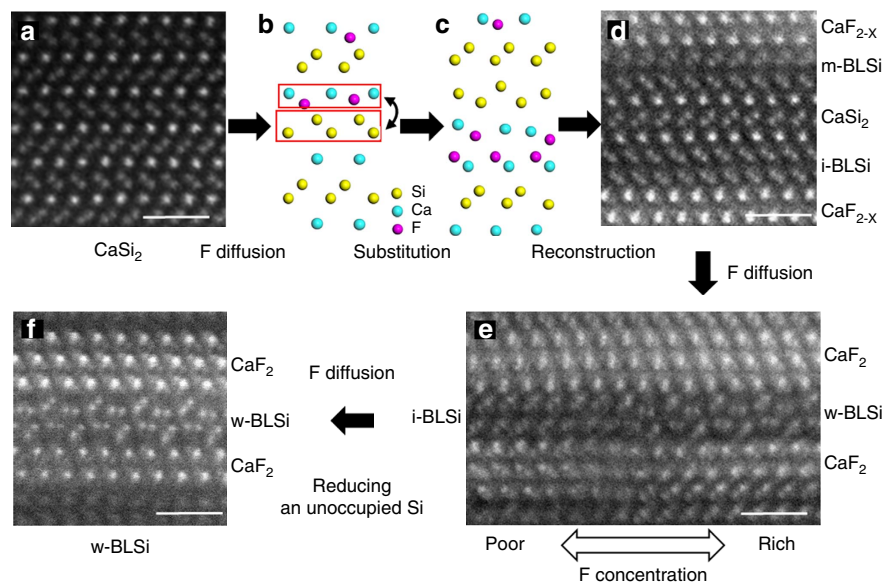 a
b
c
d
CaF2-X
m-BLSi
CaSi2
i-BLSi
CaF2-X
Si
Ca
F
CaSi2
F diffusion
Substitution
Reconstruction
F diffusion
f
CaF2
w-BLSi
CaF2
w-BLSi
F diffusion
Reducing
an unoccupied Si
e
i-BLSi
CaF2
w-BLSi
CaF2
Poor
Rich
F concentration